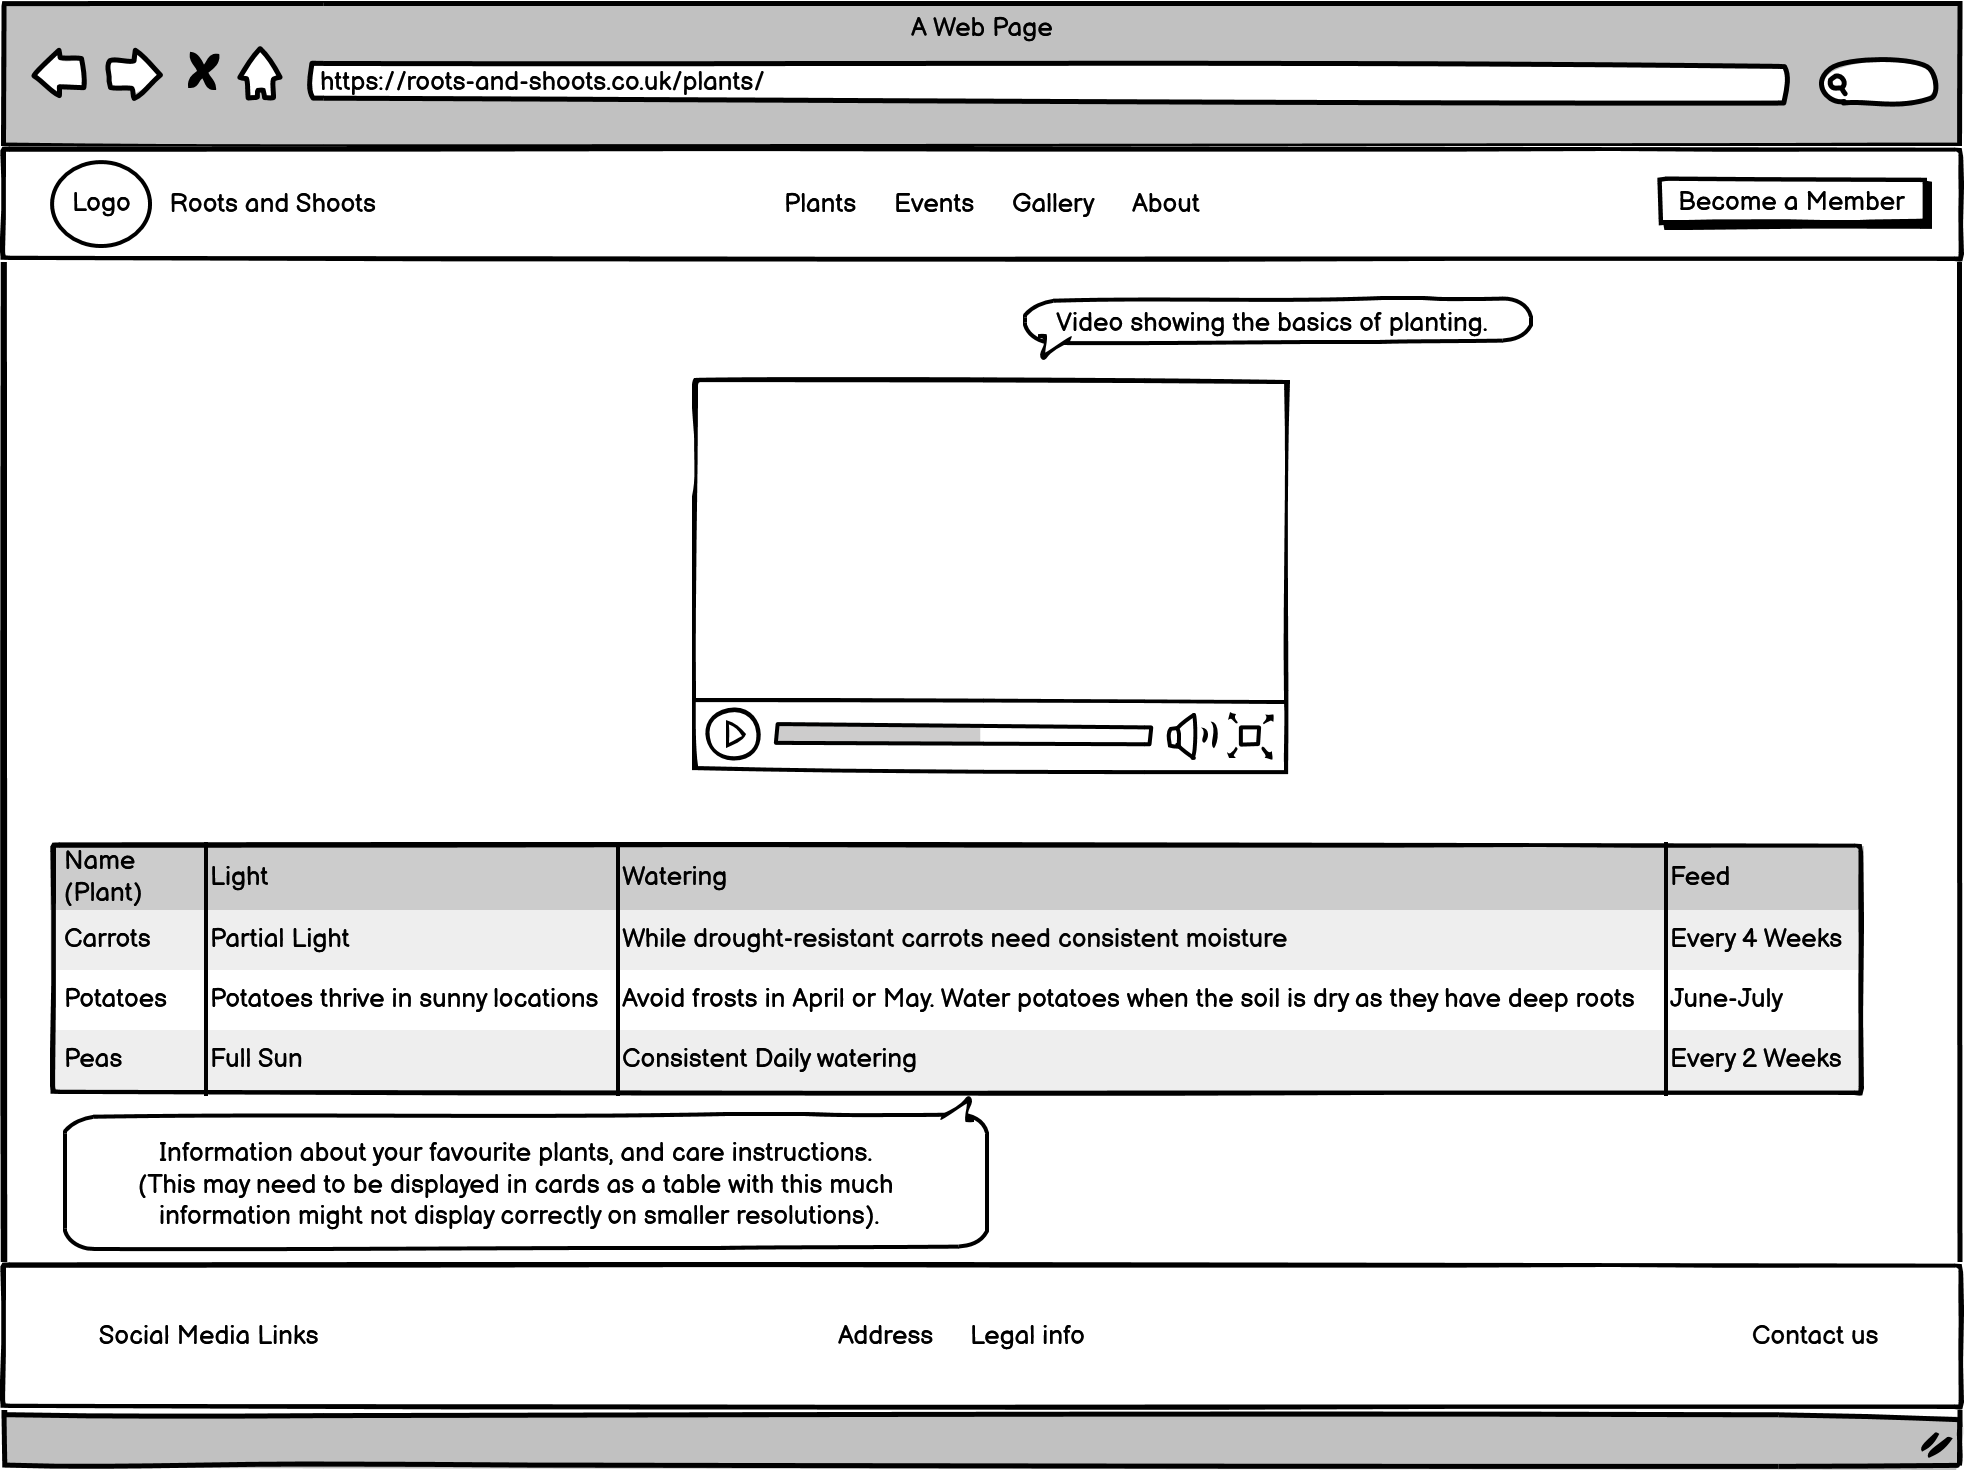 A Web Page
https://roots-and-shoots.co.uk/plants/
Logo Roots and Shoots Plants Events Gallery About Become a Member
Video showing the basics of planting.
Name
(Plant)
Light Watering Feed
Carrots Partial Light While drought-resistant carrots need consistent moisture Every 4 Weeks
Potatoes Potatoes thrive in sunny locations Avoid frosts in April or May. Water potatoes when the soil is dry as they have deep roots June-July
Peas Full Sun Consistent Daily watering Every 2 Weeks
Information about your favourite plants, and care instructions.
(This may need to be displayed in cards as a table with this much
information might not display correctly on smaller resolutions).
Social Media Links Address Legal info Contact us